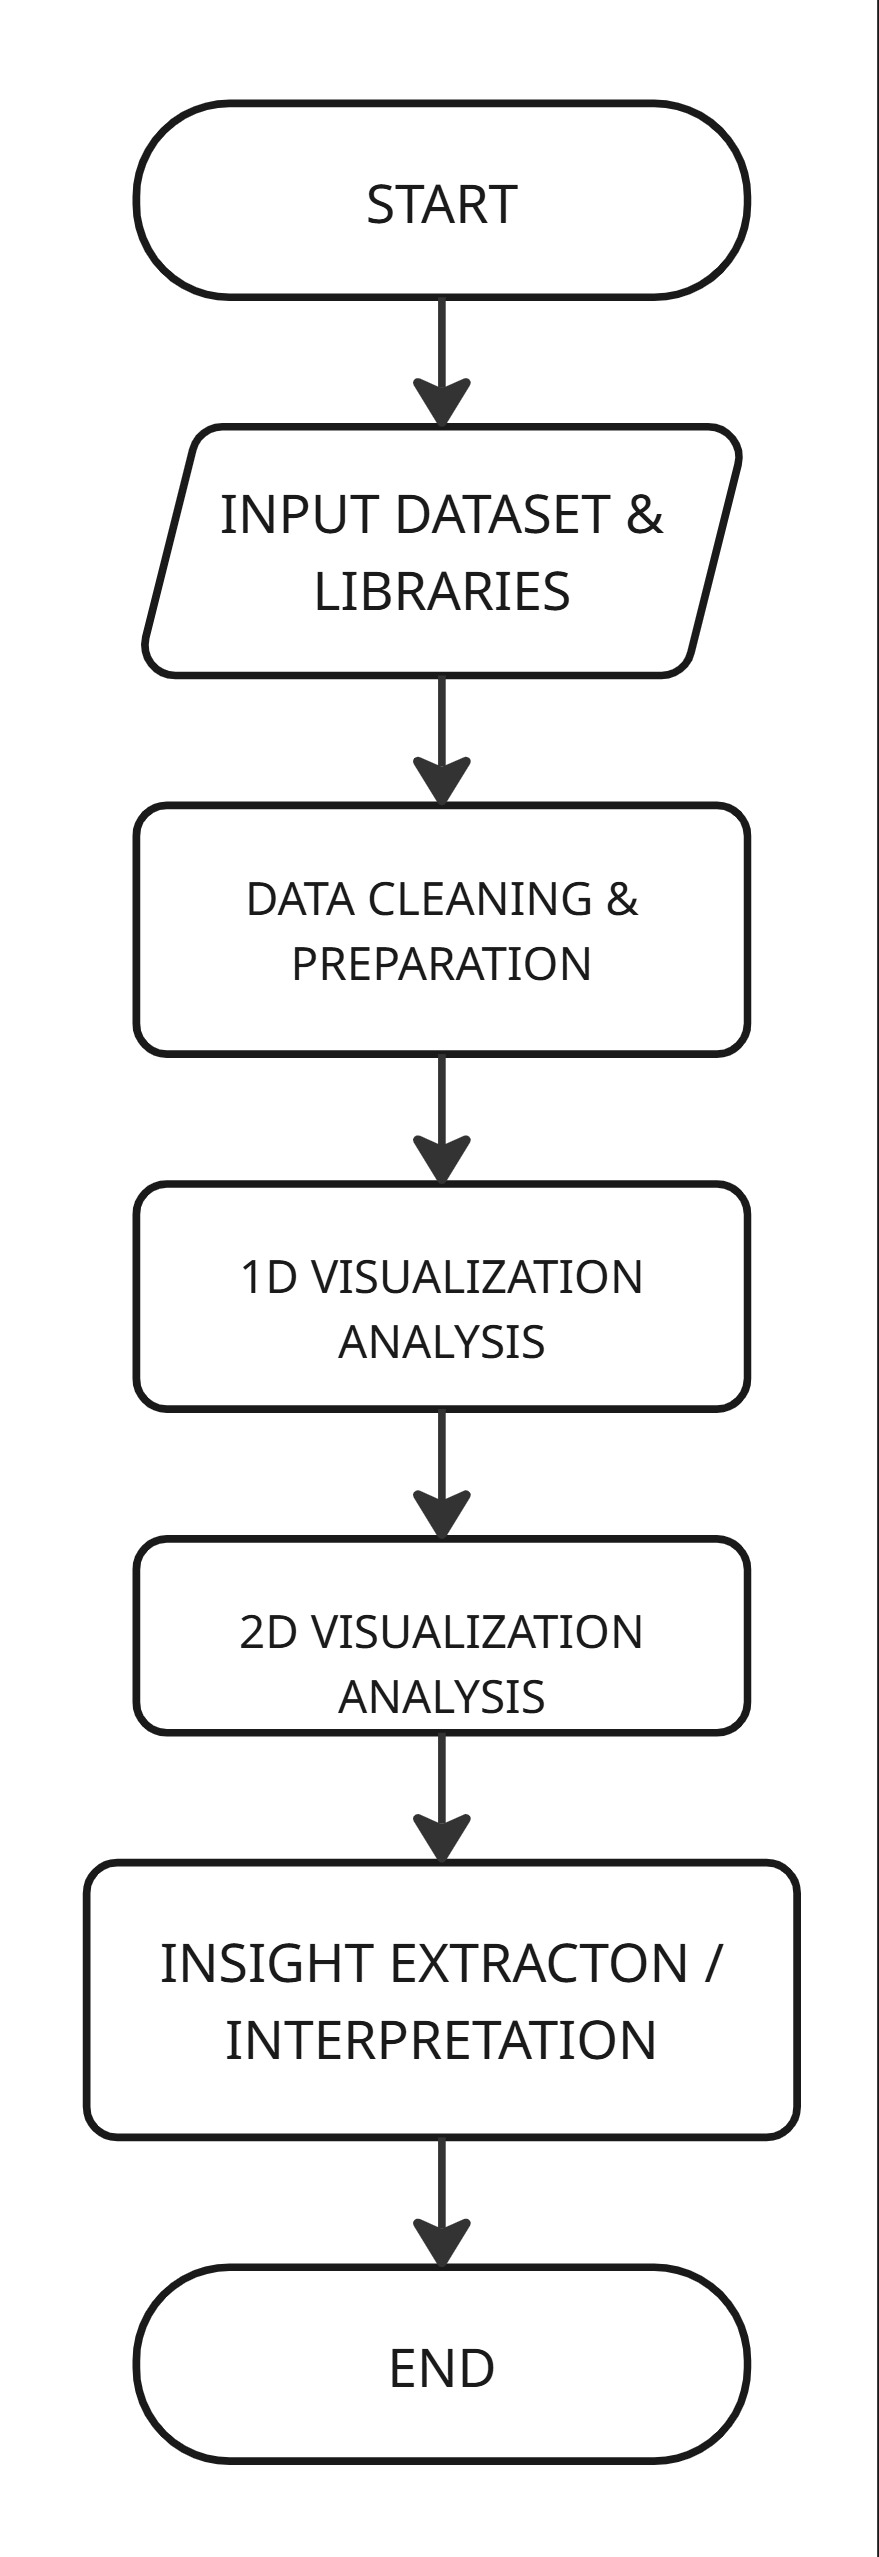 START
INPUT DATASET &
LIBRARIES
DATA CLEANING &
PREPARATION
1D VISUALIZATION
ANALYSIS
2D VISUALIZATION
ANALYSIS
INSIGHT EXTRACTON /
INTERPRETATION
END